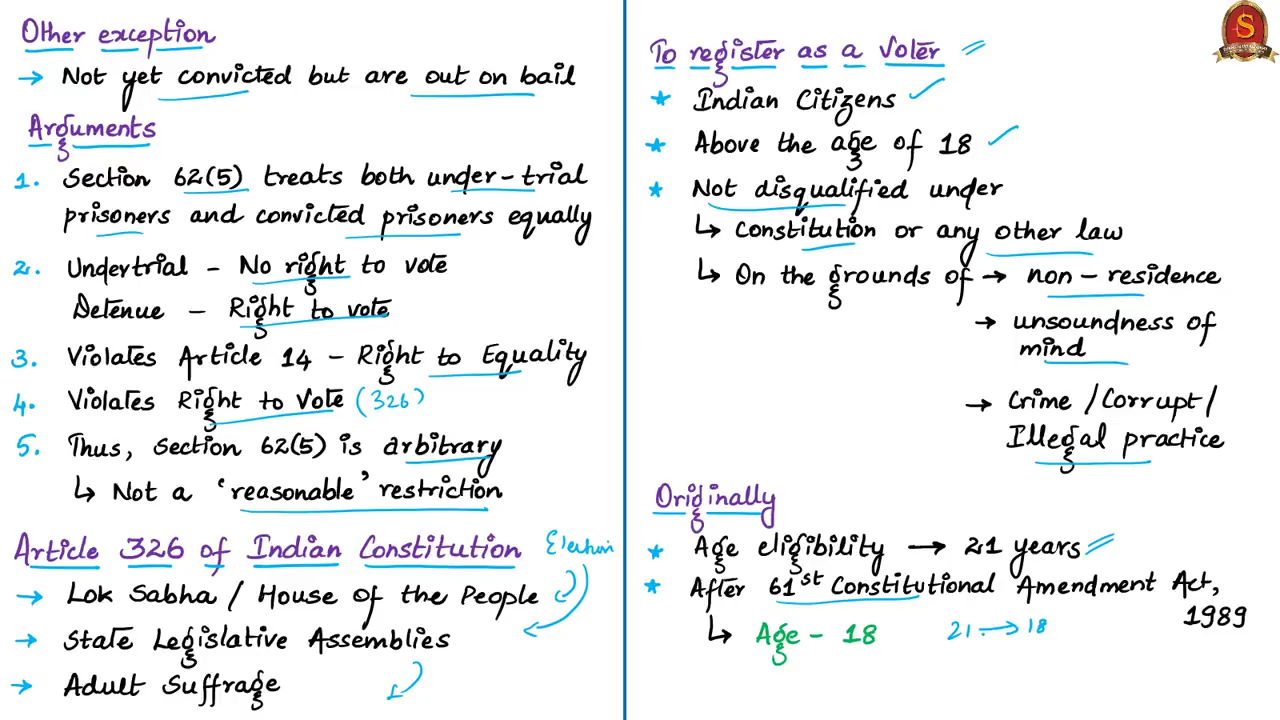 Other exception
→ Not yet convicted but are out on bail
Arguments
1. Section 62(5) treats both under-trial
prisoners and convicted prisoners equally
2. Undertrial - No right to vote
Detenue - Right to vote
3. Violates Article 14 - Right to Equality
4. Violates Right to vote (326)
5. Thus, section 62(5) is arbitrary
↳ Not a 'reasonable' restriction
Article 326 of Indian Constitution Election
→ Lok Sabha / House of the People
→ State Legislative Assemblies
→ Adult Suffrage
To register as a voter
* Indian Citizens ✓
* Above the age of 18 ✓
* Not disqualified under
↳ Constitution or any other law
↳ On the grounds of → non-residence
→ unsoundness of
mind
→ Crime / Corrupt /
Illegal practice
Originally
* Age eligibility → 21 years
* After 61st Constitutional Amendment Act,
1989
↳ Age - 18 21 → 18
S